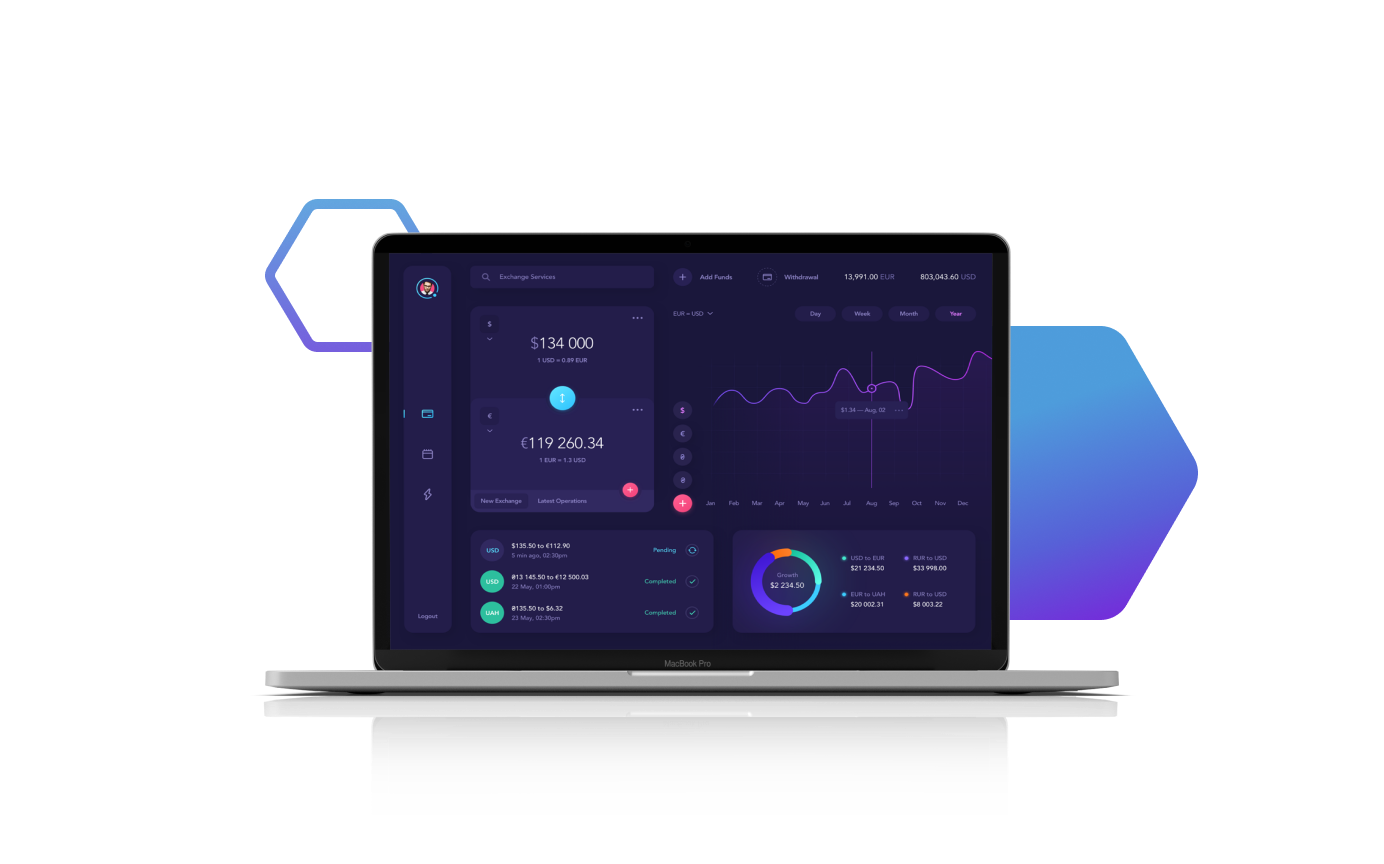 Exchange Services
Add Funds
Withdrawal
13,991.00 EUR
803,043.60 USD
$
$134 000
1 USD = 0.89 EUR
€
€119 260.34
1 EUR = 1.3 USD
New Exchange
Latest Operations
EUR – USD
Day
Week
Month
Year
$1.34 — Aug, 02
$
€
₴
₴
Jan
Feb
Mar
Apr
May
Jun
Jul
Aug
Sep
Oct
Nov
Dec
Logout
USD
$135.50 to €112.90
5 min ago, 02:30pm
Pending
USD
₴13 145.50 to €12 500.03
22 May, 01:00pm
Completed
UAH
₴135.50 to $6.32
23 May, 02:30pm
Completed
Growth
$2 234.50
USD to EUR
$21 234.50
RUR to USD
$33 998.00
EUR to UAH
$20 002.31
RUR to USD
$8 003.22
MacBook Pro